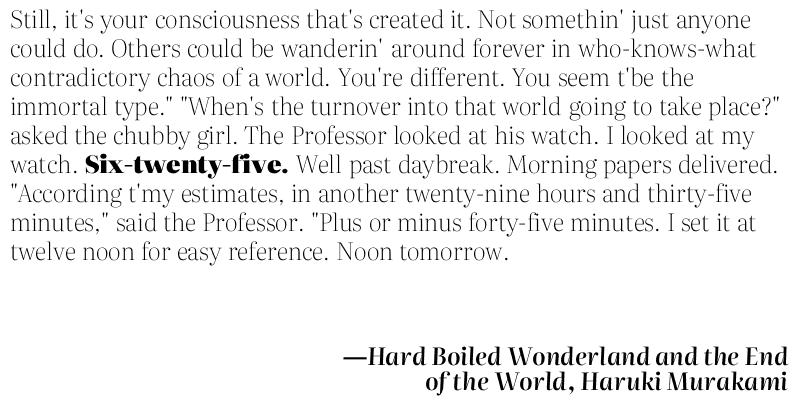 Still, it's your consciousness that's created it. Not somethin' just anyone
could do. Others could be wanderin' around forever in who-knows-what
contradictory chaos of a world. You're different. You seem t'be the
immortal type." "When's the turnover into that world going to take place?"
asked the chubby girl. The Professor looked at his watch. I looked at my
watch. Six-twenty-five. Well past daybreak. Morning papers delivered.
"According t'my estimates, in another twenty-nine hours and thirty-five
minutes," said the Professor. "Plus or minus forty-five minutes. I set it at
twelve noon for easy reference. Noon tomorrow.
—Hard Boiled Wonderland and the End
of the World, Haruki Murakami